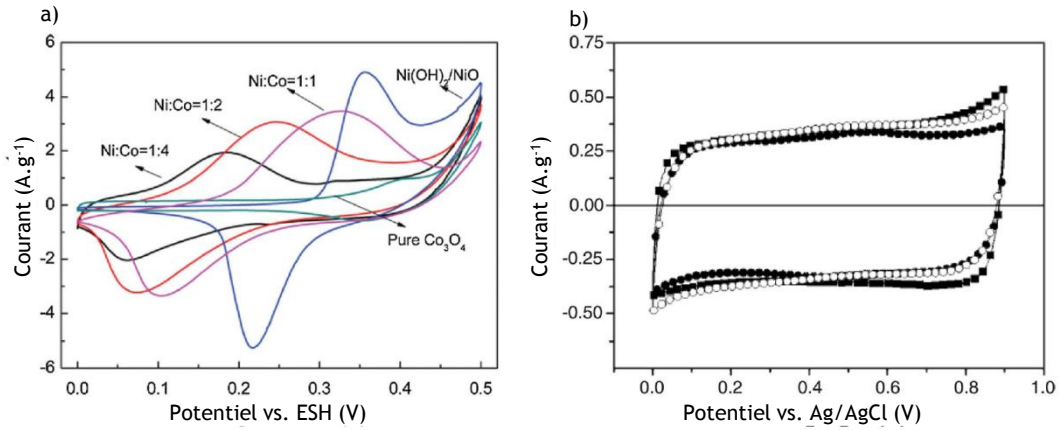 a)
6
4
2
0
-2
-4
-6
Courant (A.g-1)
Ni:Co=1:4
Ni:Co=1:2
Ni:Co=1:1
Ni(OH)2/NiO
Pure Co3O4
0.0 0.1 0.2 0.3 0.4 0.5
Potentiel vs. ESH (V)
b)
0.75
0.50
0.25
0.00
-0.25
-0.50
Courant (A.g-1)
0.0 0.2 0.4 0.6 0.8 1.0
Potentiel vs. Ag/AgCl (V)